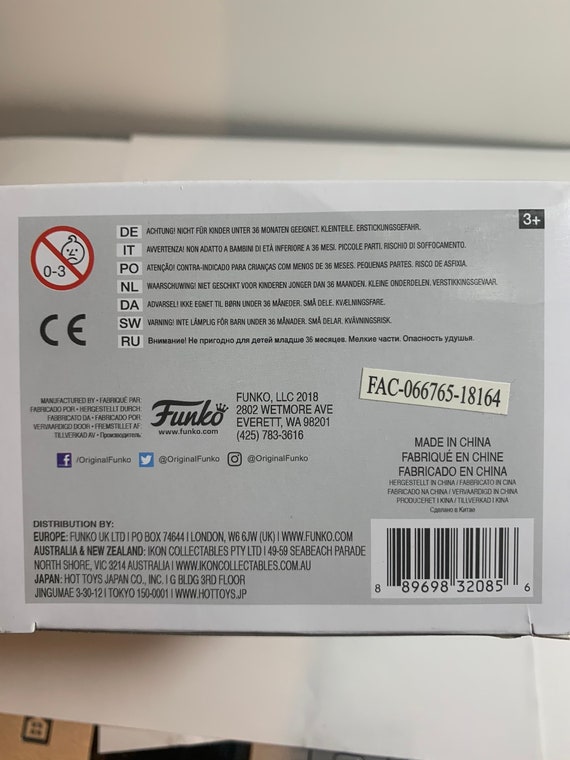 3+
0-3
DE ACHTUNG! NICHT FÜR KINDER UNTER 36 MONATEN GEEIGNET. KLEINTEILE. ERSTICKUNGSGEFAHR.
IT AVVERTENZA! NON ADATTO A BAMBINI DI ETÀ INFERIORE A 36 MESI. PICCOLE PARTI. RISCHIO DI SOFFOCAMENTO.
PO ATENÇÃO! CONTRA-INDICADO PARA CRIANÇAS COM MENOS DE 36 MESES. PEQUENAS PARTES. RISCO DE ASFIXIA.
NL WAARSCHUWING! NIET GESCHIKT VOOR KINDEREN JONGER DAN 36 MAANDEN. KLEINE ONDERDELEN. VERSTIKKINGSGEVAAR.
DA ADVARSEL! IKKE EGNET TIL BØRN UNDER 36 MÅNEDER. SMÅ DELE. KVÆLNINGSFARE.
SW VARNING! INTE LÄMPLIG FÖR BARN UNDER 36 MÅNADER. SMÅ DELAR. KVÄVNINGSRISK.
RU Внимание! Не пригодно для детей младше 36 месяцев. Мелкие части. Опасность удушья.
CE
MANUFACTURED BY • FABRIQUÉ PAR
FABRICADO POR • HERGESTELLT DURCH:
FABBRICATO DA • FABRICADO POR
VERVAARDIGD DOOR • FREMSTILLET AF
TILLVERKAD AV • Производитель:
Funko
www.funko.com
FUNKO, LLC 2018
2802 WETMORE AVE
EVERETT, WA 98201
(425) 783-3616
FAC-066765-18164
/OriginalFunko @OriginalFunko @OriginalFunko
MADE IN CHINA
FABRIQUÉ EN CHINE
FABRICADO EN CHINA
HERGESTELLT IN CHINA / FABBRICATO IN CINA
FABRICADO NA CHINA / VERVAARDIGD IN CHINA
PRODUCERET I KINA / TILLVERKAD I KINA
Сделано в Китае
DISTRIBUTION BY:
EUROPE: FUNKO UK LTD | PO BOX 74644 | LONDON, W6 6JW (UK) | WWW.FUNKO.COM
AUSTRALIA & NEW ZEALAND: IKON COLLECTABLES PTY LTD | 49-59 SEABEACH PARADE
NORTH SHORE, VIC 3214 AUSTRALIA | WWW.IKONCOLLECTABLES.COM.AU
JAPAN: HOT TOYS JAPAN CO., INC. | G BLDG 3RD FLOOR
JINGUMAE 3-30-12 | TOKYO 150-0001 | WWW.HOTTOYS.JP
8 89698 32085 6